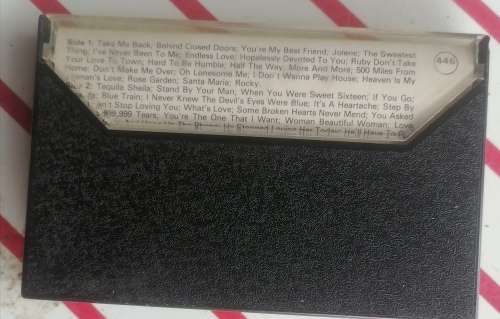 Side 1: Take Me Back; Behind Closed Doors; You're My Best Friend; Jolene; The Sweetest
Thing; I've Never Been To Me; Endless Love; Hopelessly Devoted To You; Ruby Don't Take
Your Love To Town; Hard To Be Humble; Half The Way; More And More; 500 Miles From
Home; Don't Make Me Over; Oh Lonesome Me; I Don't Wanna Play House; Heaven Is My
Woman's Love; Rose Garden; Santa Maria; Rocky.
2: Tequila Sheila; Stand By Your Man; When You Were Sweet Sixteen; If You Go;
Blue Train; I Never Knew The Devil's Eyes Were Blue; It's A Heartache; Step By
I Stop Loving You; What's Love; Some Broken Hearts Never Mend; You Asked
Tears; You're The One That I Want; Woman Beautiful Woman; Love
He'll Have To
446